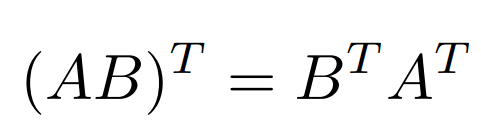 (AB)^T = B^T A^T